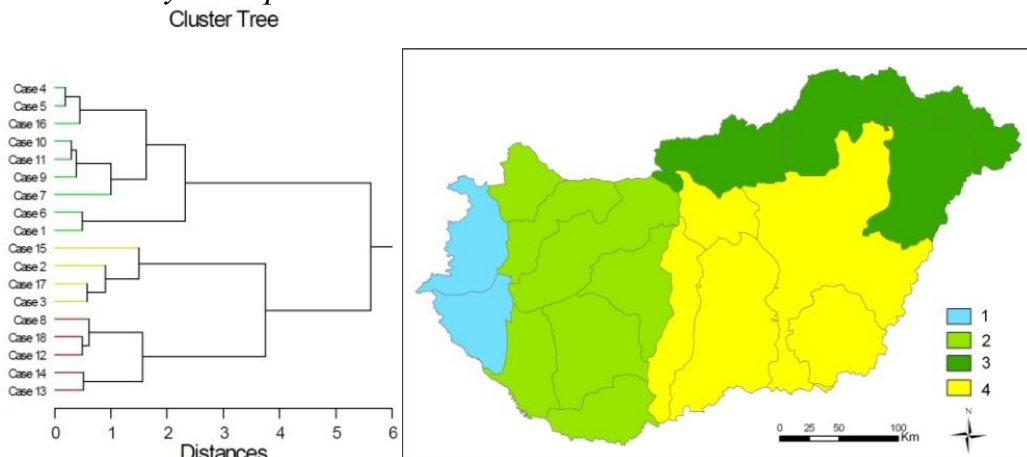 Cluster Tree
Case 4
Case 5
Case 16
Case 10
Case 11
Case 9
Case 7
Case 6
Case 1
Case 15
Case 2
Case 17
Case 3
Case 8
Case 18
Case 12
Case 14
Case 13
0 1 2 3 4 5 6
Distances
1
2
3
4
N
0 25 50 100
Km